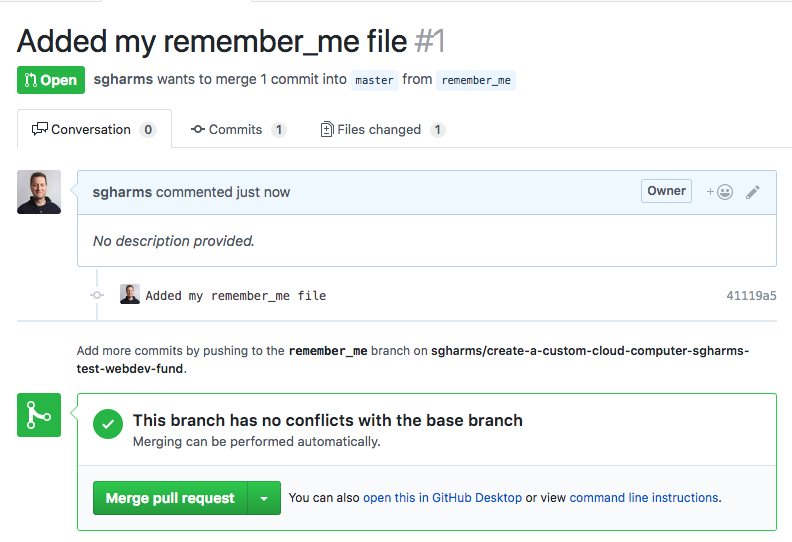 Added my remember_me file #1
Open sgharms wants to merge 1 commit into master from remember_me
Conversation 0 Commits 1 Files changed 1
sgharms commented just now Owner +
No description provided.
Added my remember_me file 41119a5
Add more commits by pushing to the remember_me branch on sgharms/create-a-custom-cloud-computer-sgharms-
test-webdev-fund.
This branch has no conflicts with the base branch
Merging can be performed automatically.
Merge pull request You can also open this in GitHub Desktop or view command line instructions.